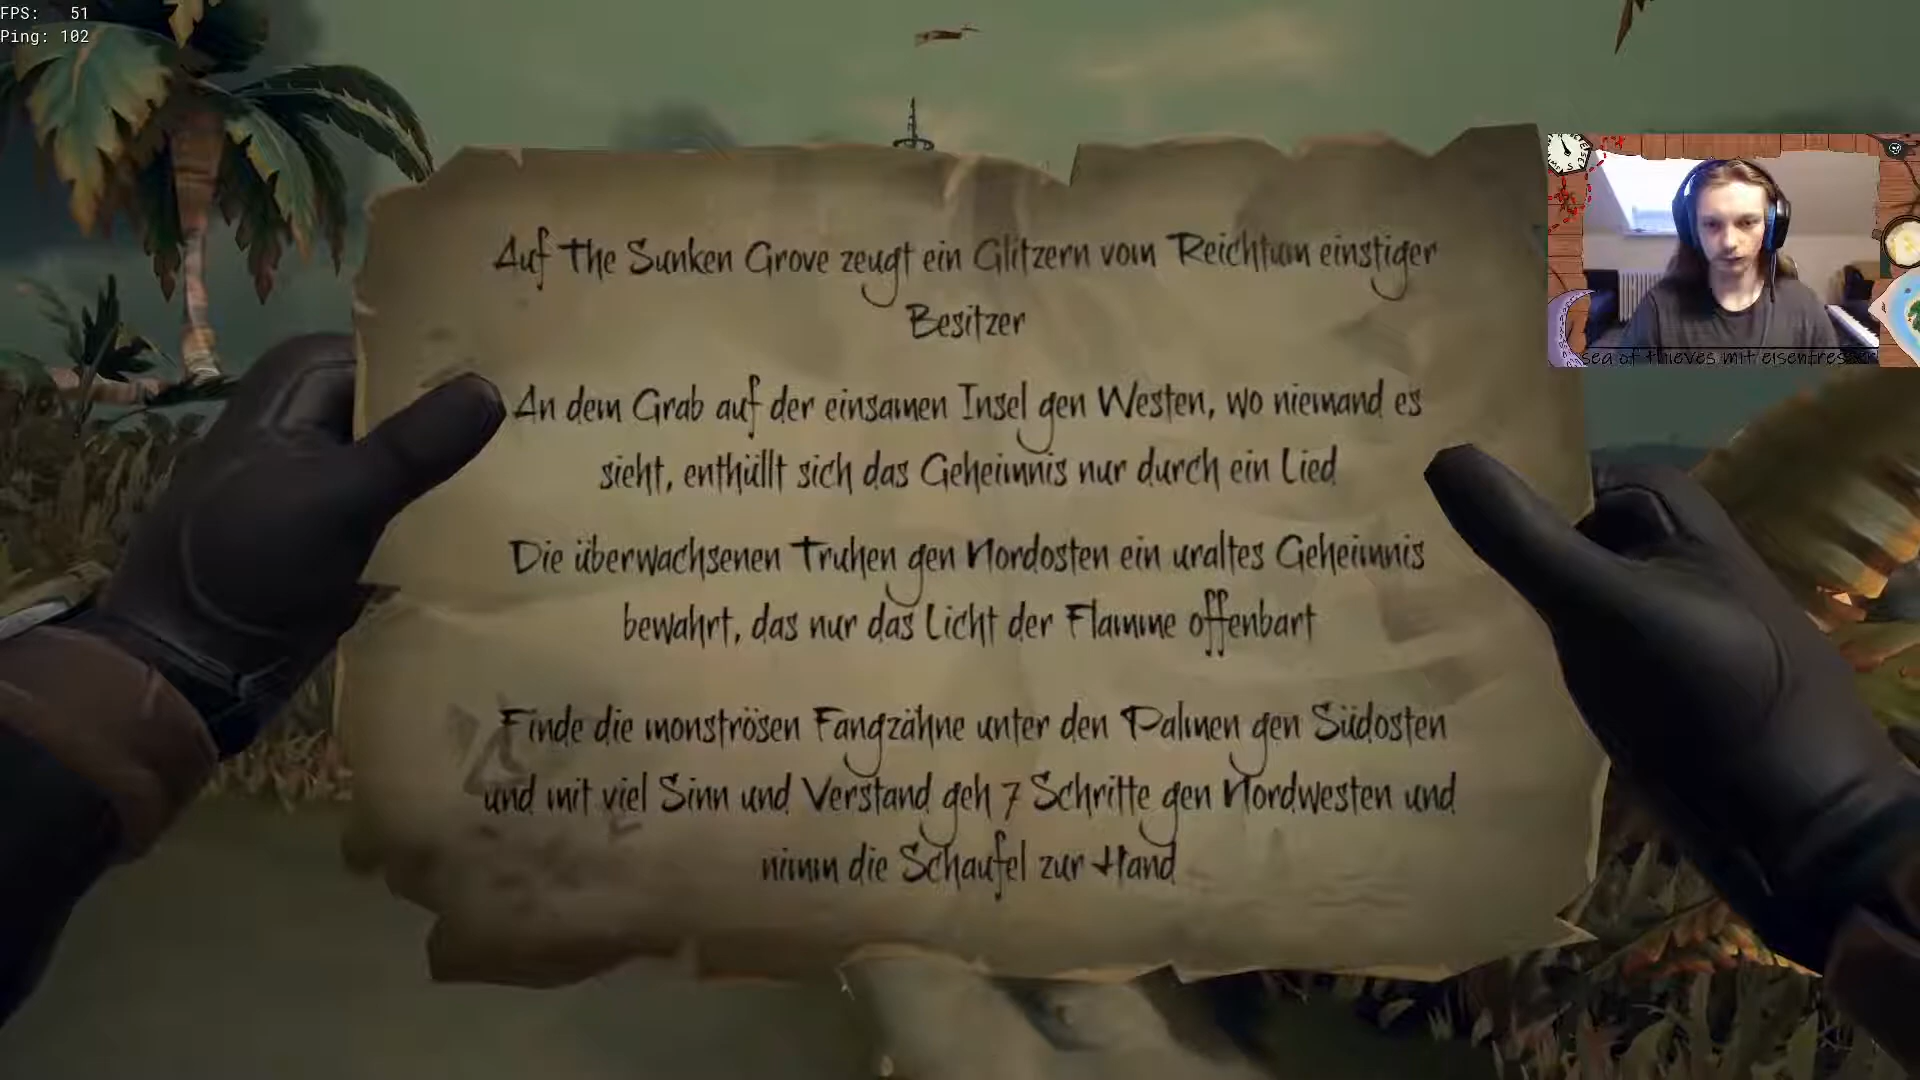 FPS: 51
Ping: 102
Auf The Sunken Grove zeugt ein Glitzern vom Reichtum einstiger
Besitzer
An dem Grab auf der einsamen Insel gen Westen, wo niemand es
sieht, enthüllt sich das Geheimnis nur durch ein Lied
Die überwachsenen Truhen gen Nordosten ein uraltes Geheimnis
bewahrt, das nur das Licht der Flamme offenbart
Finde die monströsen Fangzähne unter den Palmen gen Südosten
und mit viel Sinn und Verstand geh 7 Schritte gen Nordwesten und
nimm die Schaufel zur Hand
sea of thieves mit eisenfresser